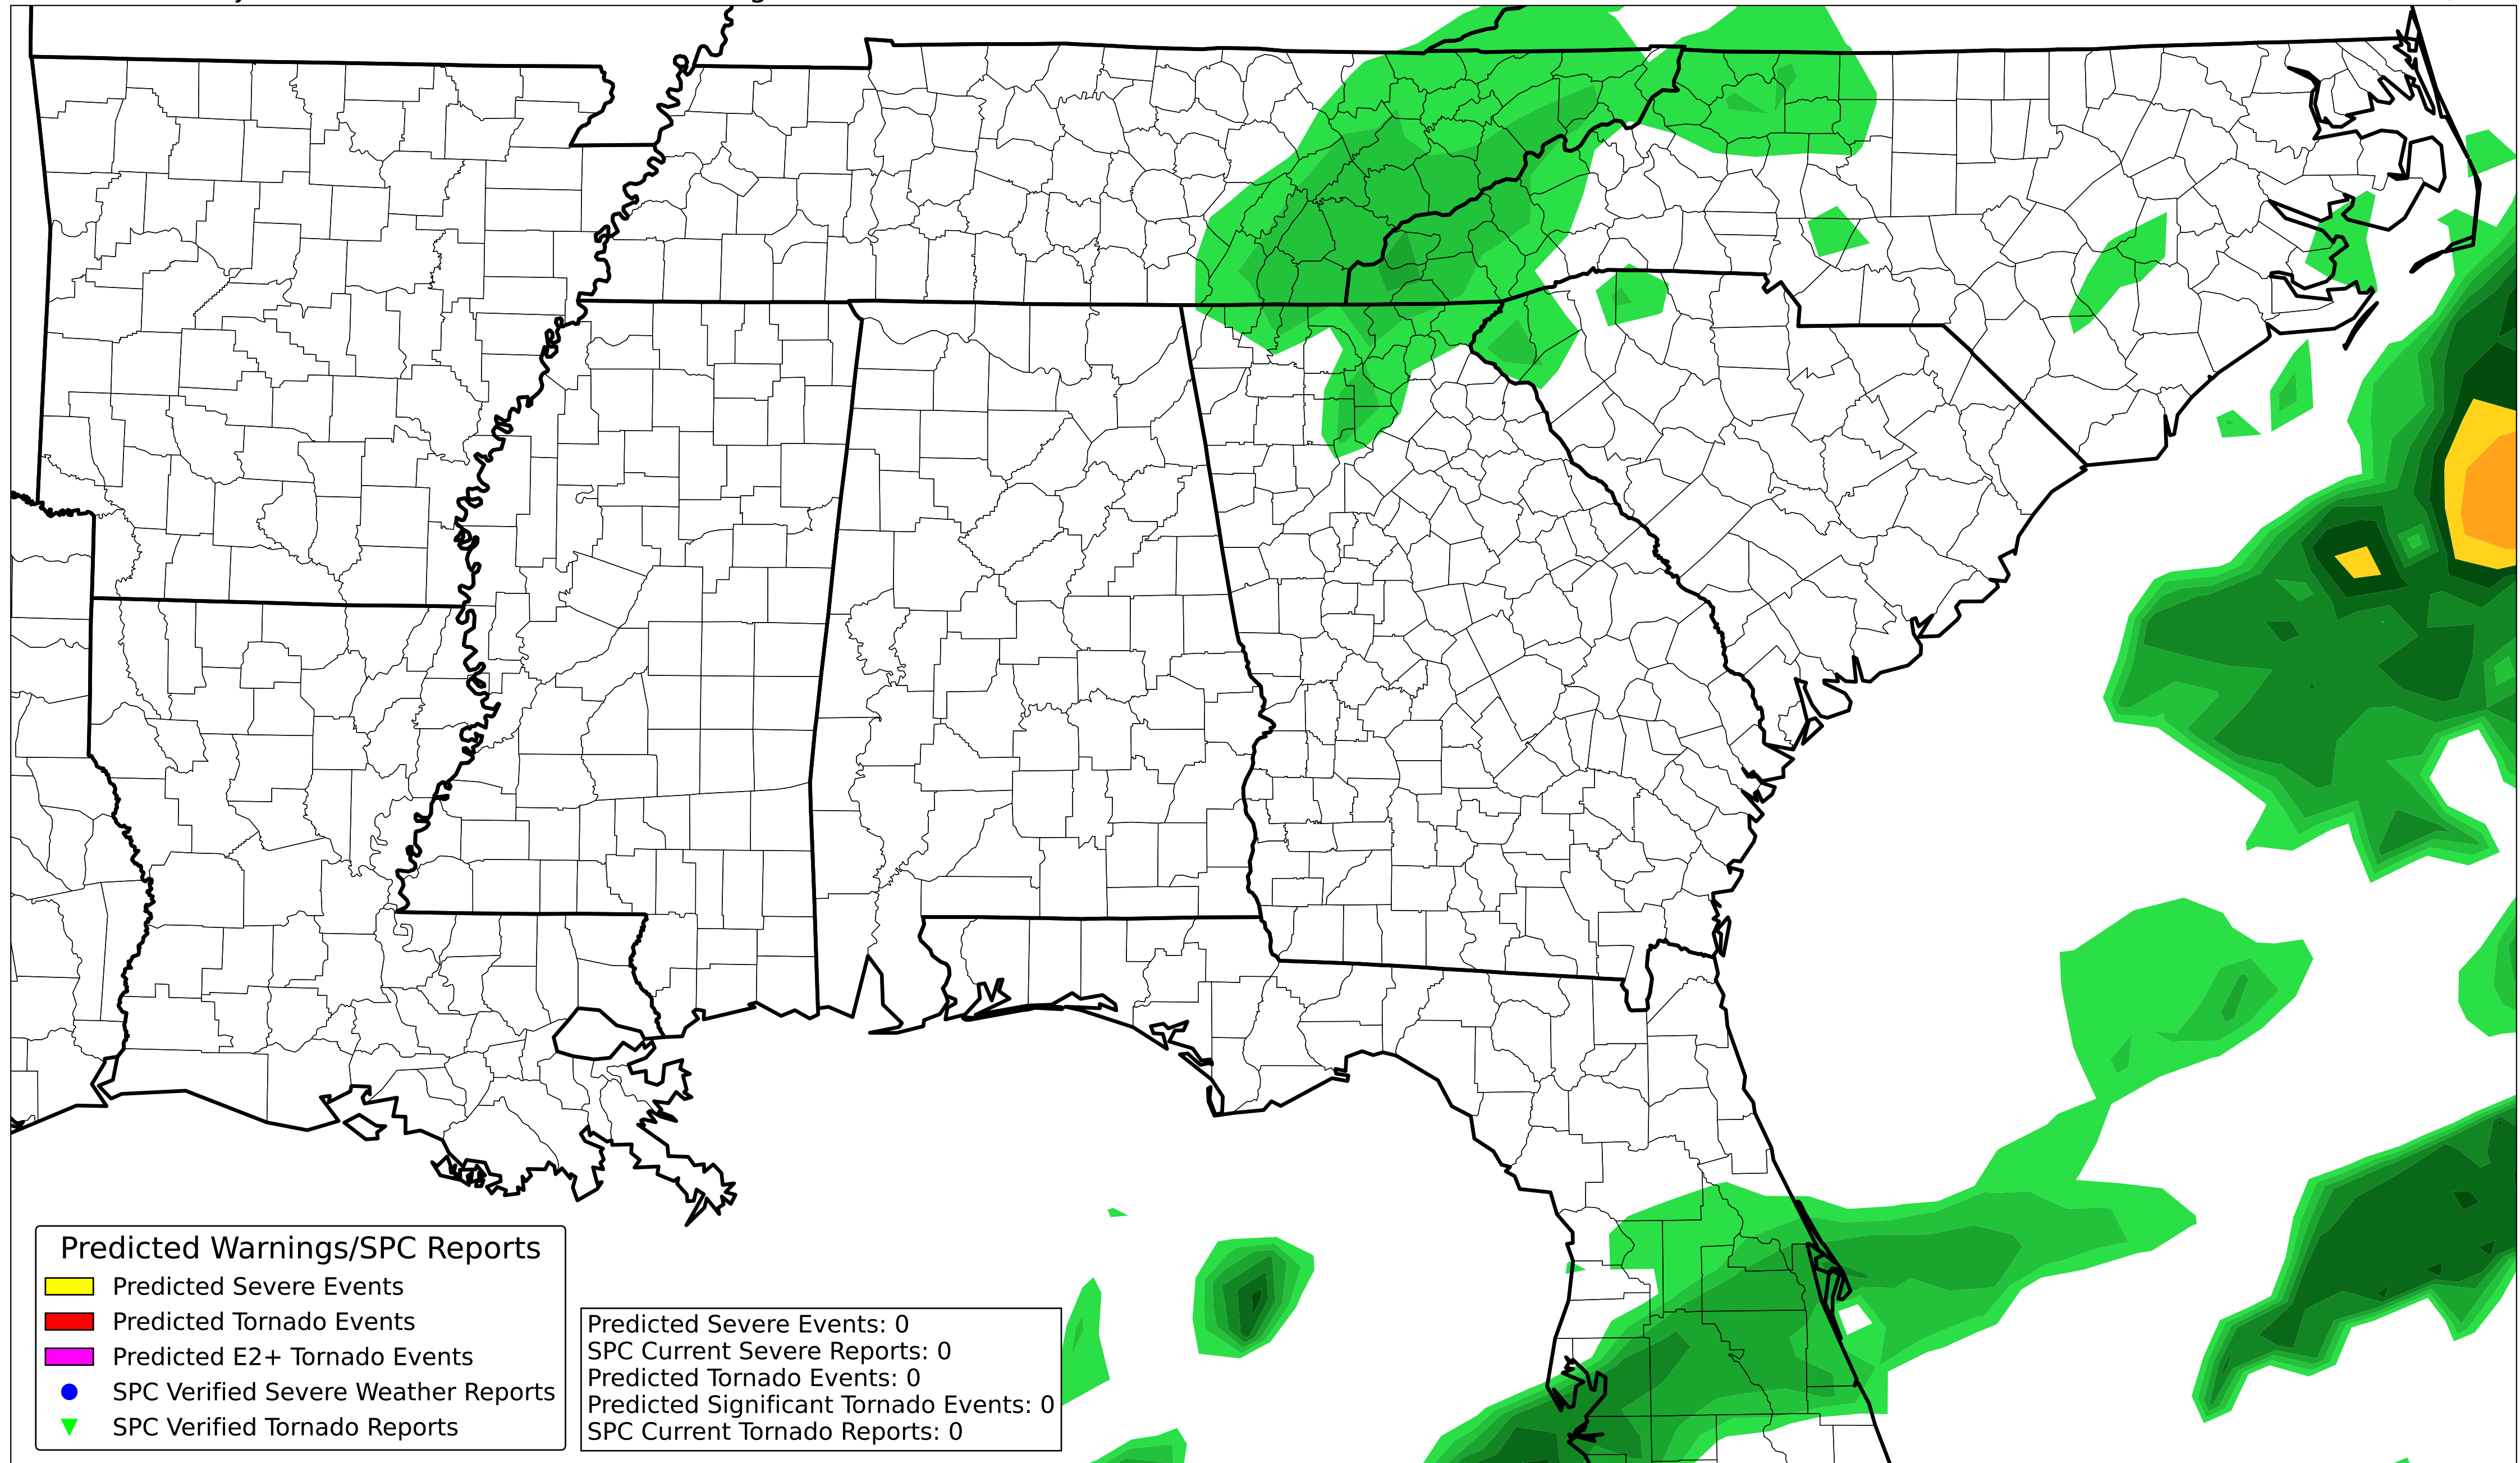 Predicted Warnings/SPC Reports
Predicted Severe Events
Predicted Tornado Events
Predicted E2+ Tornado Events
SPC Verified Severe Weather Reports
SPC Verified Tornado Reports
Predicted Severe Events: 0
SPC Current Severe Reports: 0
Predicted Tornado Events: 0
Predicted Significant Tornado Events: 0
SPC Current Tornado Reports: 0